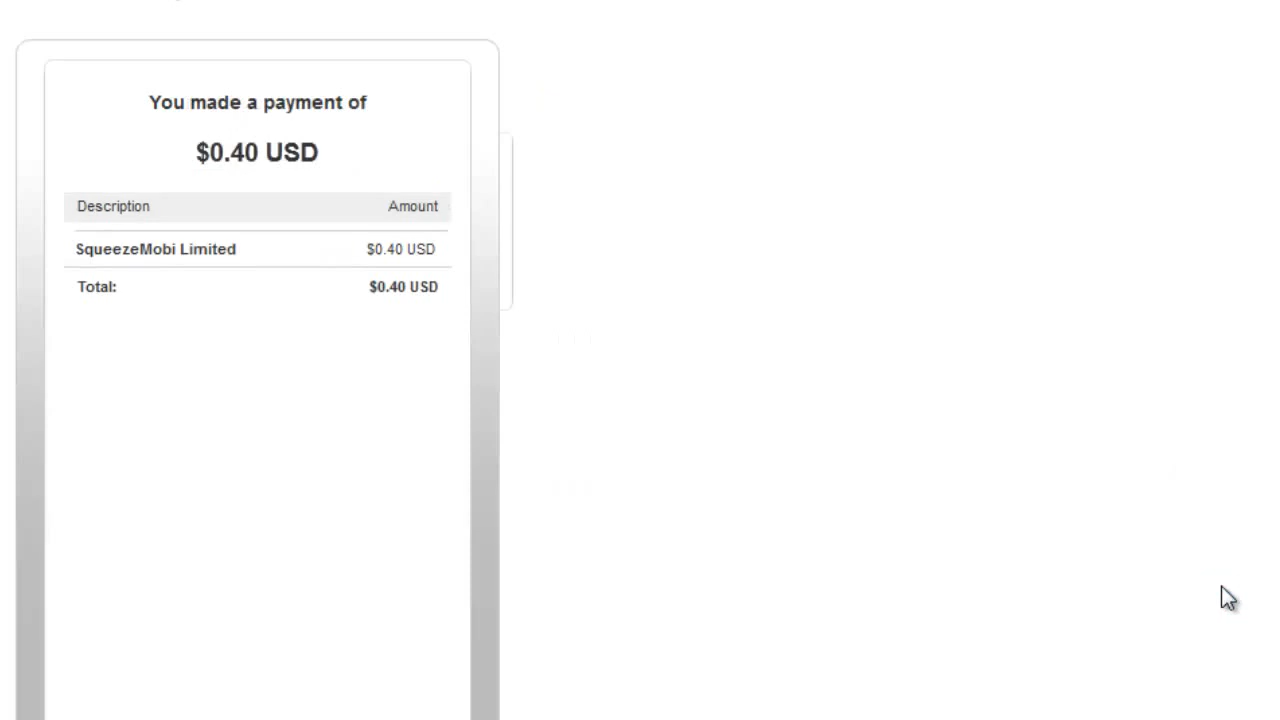 You made a payment of
$0.40 USD
Description Amount
SqueezeMobi Limited $0.40 USD
Total: $0.40 USD